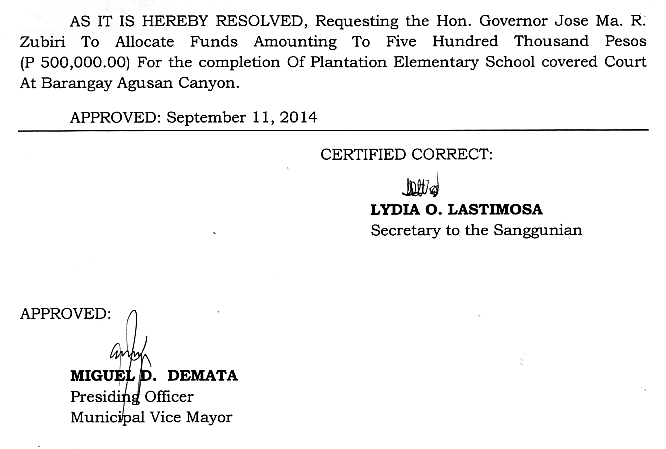 AS IT IS HEREBY RESOLVED, Requesting the Hon. Governor Jose Ma. R.
Zubiri To Allocate Funds Amounting To Five Hundred Thousand Pesos
(P 500,000.00) For the completion Of Plantation Elementary School covered Court
At Barangay Agusan Canyon.
APPROVED: September 11, 2014
CERTIFIED CORRECT:
LYDIA O. LASTIMOSA
Secretary to the Sanggunian
APPROVED:
MIGUEL D. DEMATA
Presiding Officer
Municipal Vice Mayor